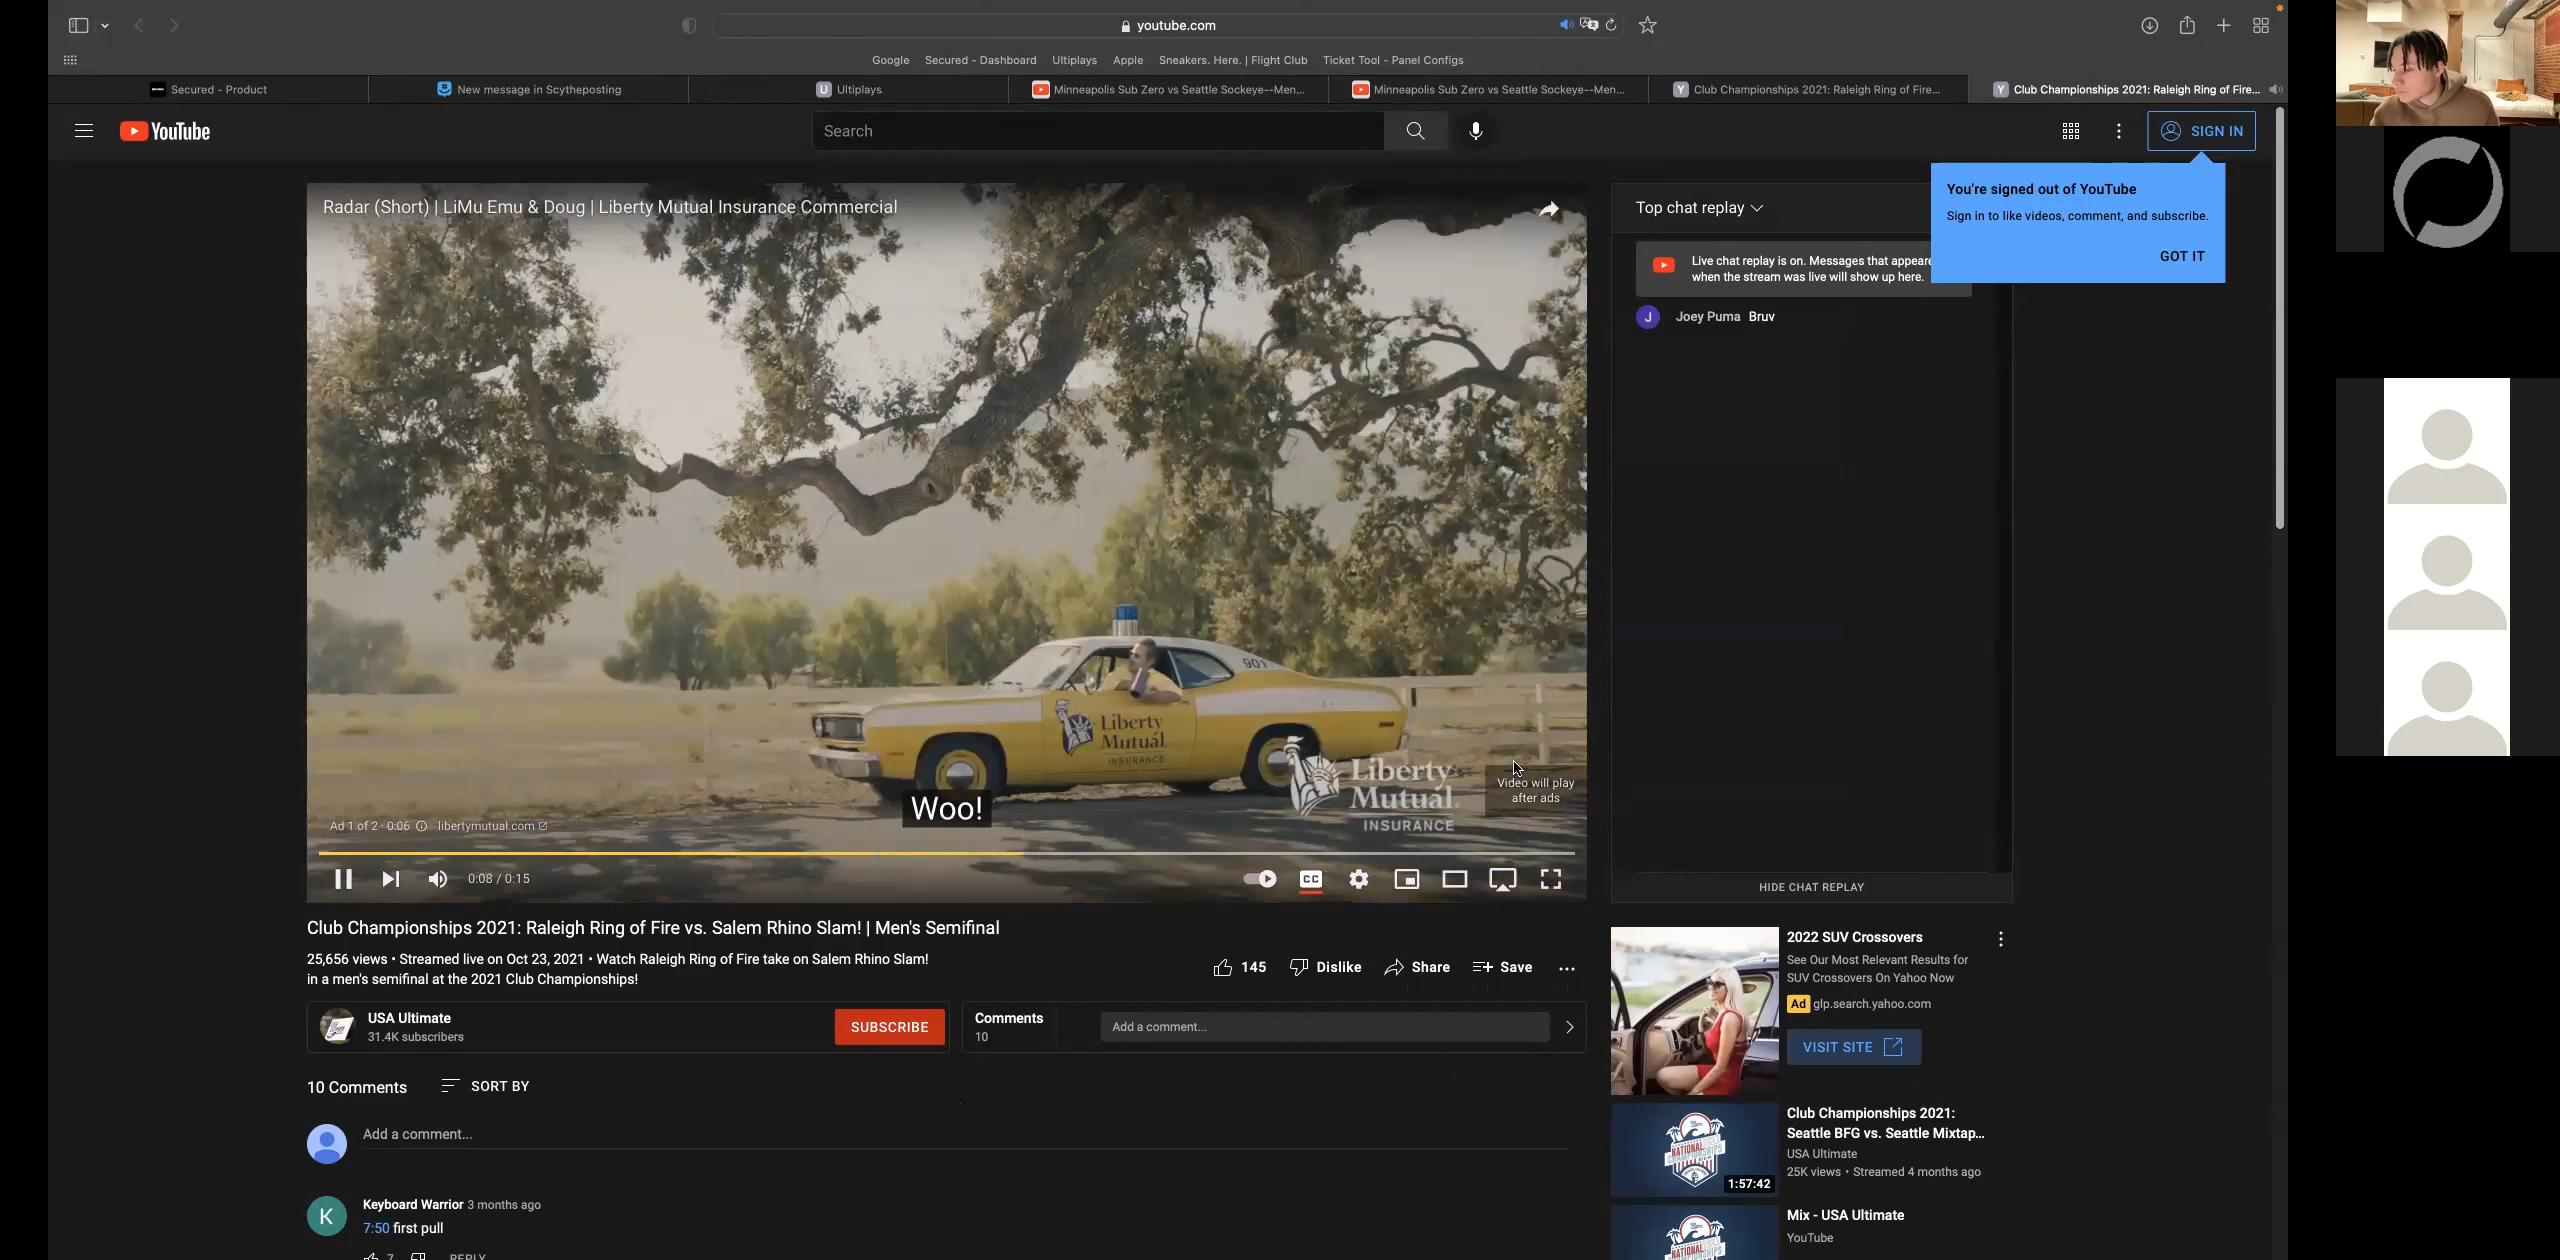 youtube.com
Google Secured - Dashboard Ultiplays Apple Sneakers. Here. | Flight Club Ticket Tool - Panel Configs
Secured - Product
New message in Scytheposting
U Ultiplays
Minneapolis Sub Zero vs Seattle Sockeye--Men...
Minneapolis Sub Zero vs Seattle Sockeye--Men...
Y Club Championships 2021: Raleigh Ring of Fire...
Y Club Championships 2021: Raleigh Ring of Fire...
YouTube
Search
SIGN IN
You're signed out of YouTube
Sign in to like videos, comment, and subscribe.
GOT IT
Radar (Short) | LiMu Emu & Doug | Liberty Mutual Insurance Commercial
901
Liberty
Mutual
INSURANCE
Liberty
Mutual.
INSURANCE
Video will play
after ads
Woo!
Ad 1 of 2 · 0:06 libertymutual.com
0:08 / 0:15
CC
Top chat replay
Live chat replay is on. Messages that appeare
when the stream was live will show up here.
J Joey Puma Bruv
HIDE CHAT REPLAY
Club Championships 2021: Raleigh Ring of Fire vs. Salem Rhino Slam! | Men's Semifinal
25,656 views • Streamed live on Oct 23, 2021 • Watch Raleigh Ring of Fire take on Salem Rhino Slam!
in a men's semifinal at the 2021 Club Championships!
145 Dislike Share Save
USA Ultimate
31.4K subscribers
SUBSCRIBE
Comments
10
Add a comment...
10 Comments SORT BY
Add a comment...
K
Keyboard Warrior 3 months ago
7:50 first pull
7 REPLY
2022 SUV Crossovers
See Our Most Relevant Results for
SUV Crossovers On Yahoo Now
Ad glp.search.yahoo.com
VISIT SITE
NATIONAL
1:57:42
Club Championships 2021:
Seattle BFG vs. Seattle Mixtap...
USA Ultimate
25K views • Streamed 4 months ago
NATIONAL
Mix - USA Ultimate
YouTube